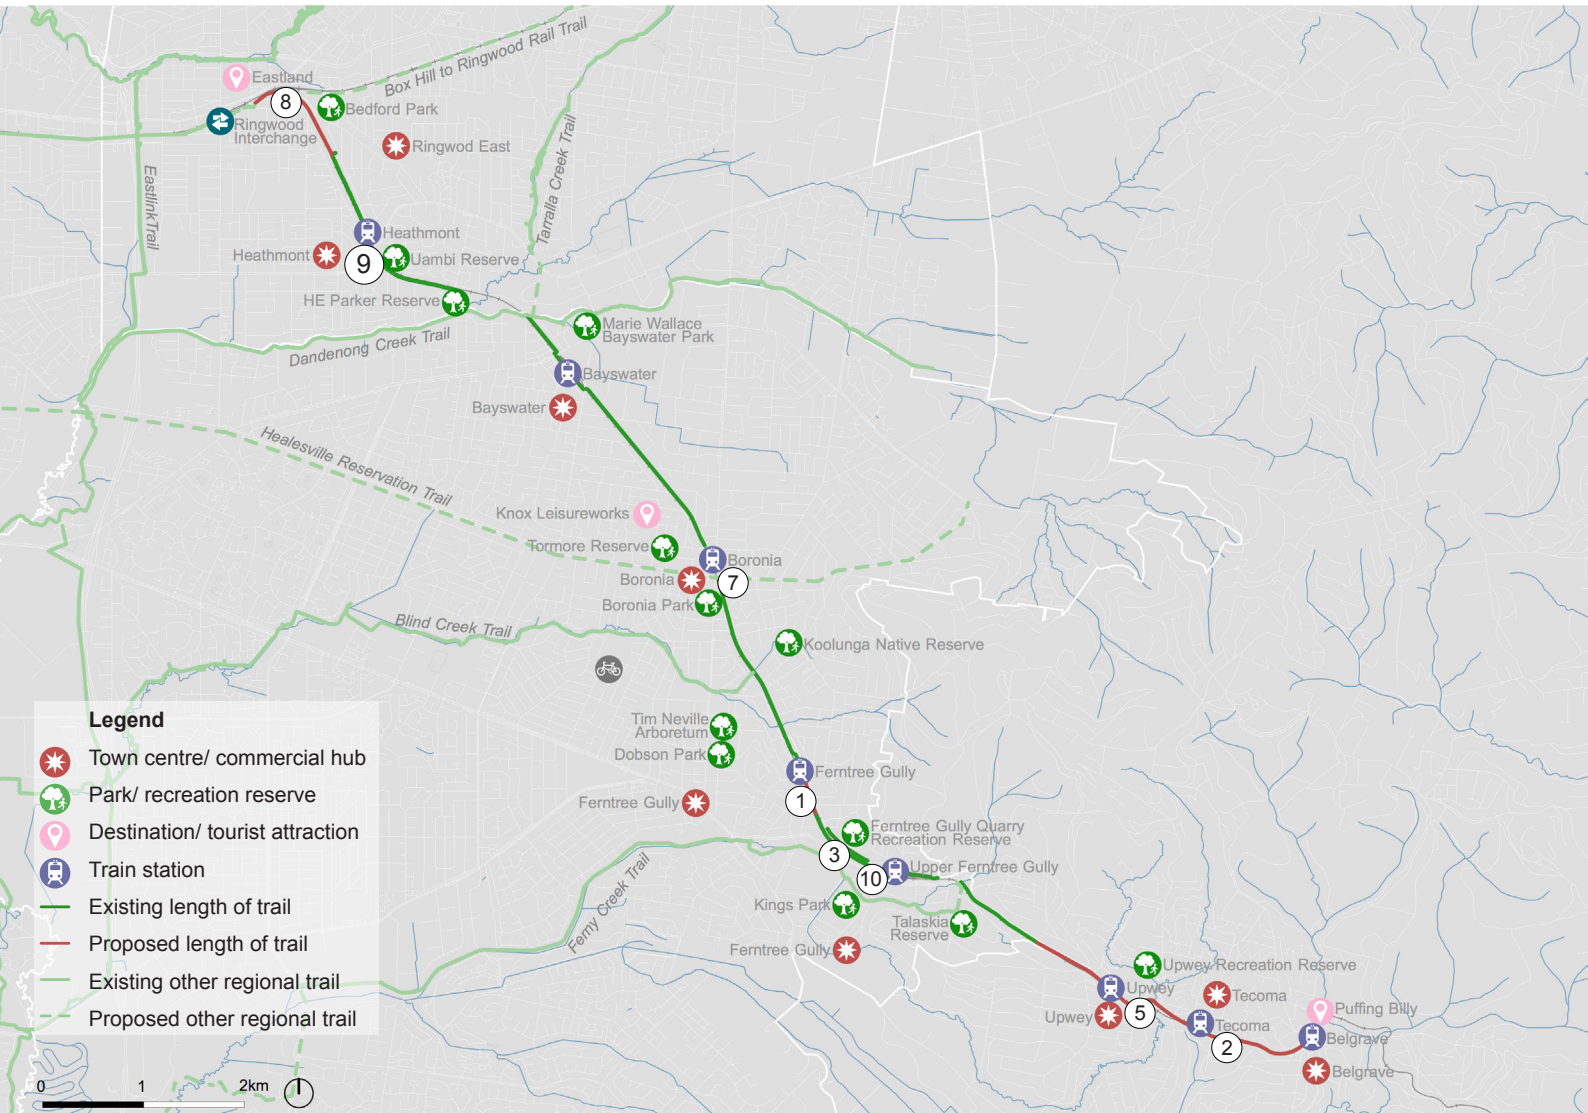 Eastland
Box Hill to Ringwood Rail Trail
8
Bedford Park
Ringwood
Interchange
Ringwod East
EastlinkTrail
Tarralla Creek Trail
Heathmont
Heathmont
9
Uambi Reserve
HE Parker Reserve
Marie Wallace
Bayswater Park
Dandenong Creek Trail
Bayswater
Bayswater
Healesville Reservation Trail
Knox Leisureworks
Tormore Reserve
Boronia
Boronia
7
Boronia Park
Blind Creek Trail
Koolunga Native Reserve
Tim Neville
Arboretum
Dobson Park
Ferntree Gully
Ferntree Gully
1
Ferntree Gully Quarry
Recreation Reserve
3
10
Upper Ferntree Gully
Ferny Creek Trail
Kings Park
Talaskia
Reserve
Ferntree Gully
Upwey Recreation Reserve
Upwey
Upwey
5
Tecoma
Tecoma
2
Puffing Billy
Belgrave
Belgrave
Legend
Town centre/ commercial hub
Park/ recreation reserve
Destination/ tourist attraction
Train station
Existing length of trail
Proposed length of trail
Existing other regional trail
Proposed other regional trail
0 1 2km